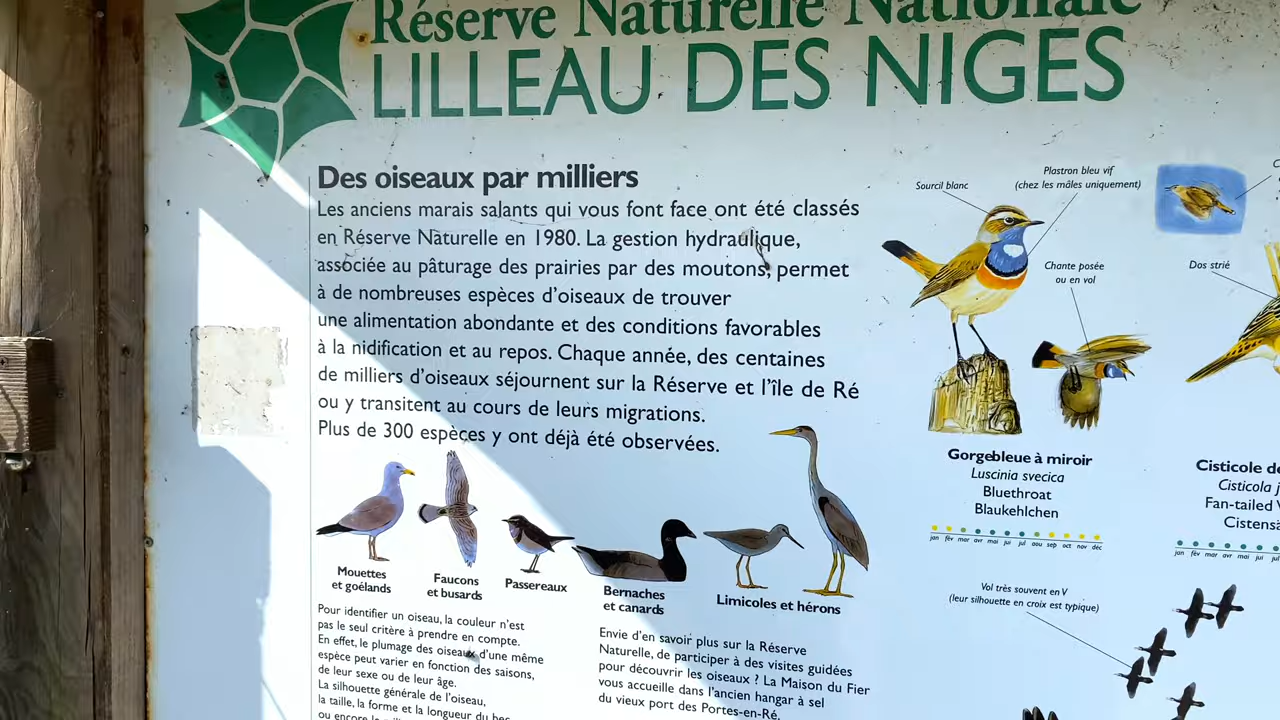 Réserve Naturelle Nationale
LILLEAU DES NIGES
Des oiseaux par milliers
Les anciens marais salants qui vous font face ont été classés
en Réserve Naturelle en 1980. La gestion hydraulique,
associée au pâturage des prairies par des moutons, permet
à de nombreuses espèces d'oiseaux de trouver
une alimentation abondante et des conditions favorables
à la nidification et au repos. Chaque année, des centaines
de milliers d'oiseaux séjournent sur la Réserve et l'île de Ré
ou y transitent au cours de leurs migrations.
Plus de 300 espèces y ont déjà été observées.
Mouettes
et goélands
Faucons
et busards
Passereaux
Bernaches
et canards
Limicoles et hérons
Pour identifier un oiseau, la couleur n'est
pas le seul critère à prendre en compte.
En effet, le plumage des oiseaux d'une même
espèce peut varier en fonction des saisons,
de leur sexe ou de leur âge.
La silhouette générale de l'oiseau,
la taille, la forme et la longueur du bec
Envie d'en savoir plus sur la Réserve
Naturelle, de participer à des visites guidées
pour découvrir les oiseaux ? La Maison du Fier
vous accueille dans l'ancien hangar à sel
du vieux port des Portes-en-Ré.
Sourcil blanc
Plastron bleu vif
(chez les mâles uniquement)
Chante posée
ou en vol
Gorgebleue à miroir
Luscinia svecica
Bluethroat
Blaukehlchen
jan fév mar avr mai jui jul aou sep oct nov déc
Dos strié
Cisticole
Cisticola
Fan-tailed
jan fév mar avr mai jui
Vol très souvent en V
(leur silhouette en croix est typique)